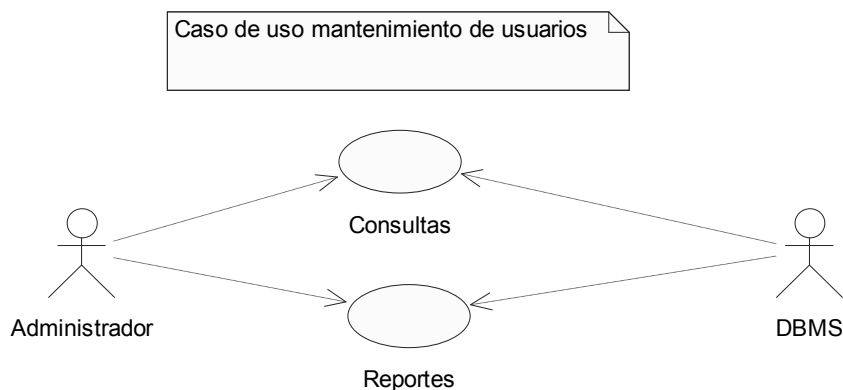 Caso de uso mantenimiento de usuarios
Consultas
Administrador
DBMS
Reportes